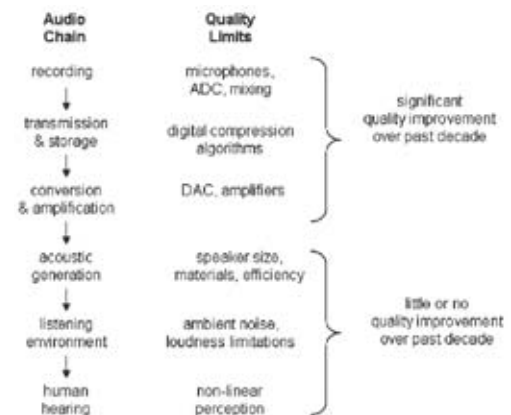 Audio
Chain
Quality
Limits
recording
microphones,
ADC, mixing
transmission
& storage
digital compression
algorithms
conversion
& amplification
DAC, amplifiers
significant
quality improvement
over past decade
acoustic
generation
speaker size,
materials, efficiency
listening
environment
ambient noise,
loudness limitations
human
hearing
non-linear
perception
little or no
quality improvement
over past decade